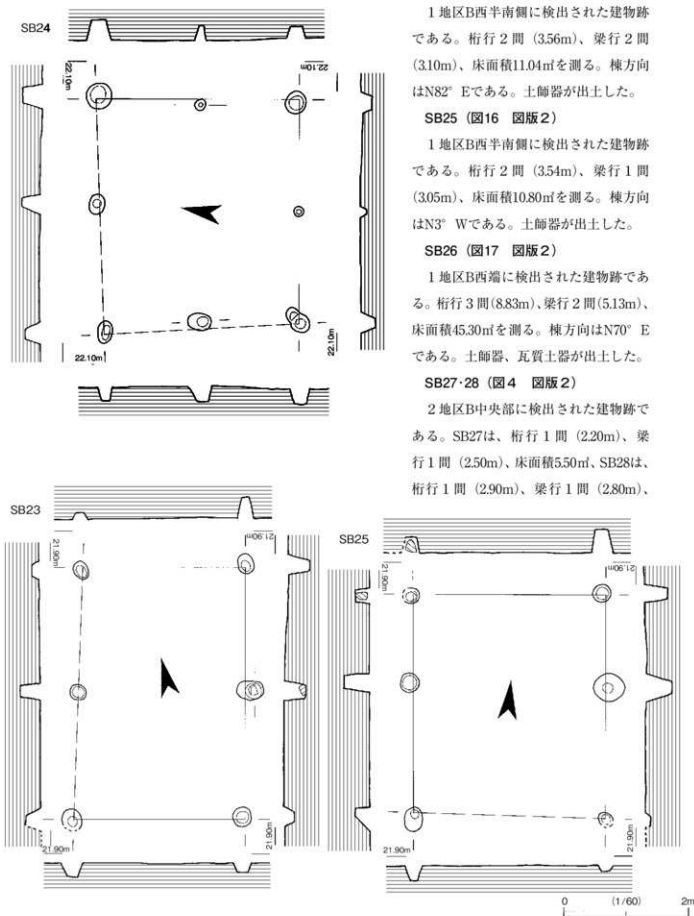 1地区B西半南側に検出された建物跡
である。桁行2間（3.56m）、梁行2間
（3.10m）、床面積11.04㎡を測る。棟方向
はN82°Eである。土師器が出土した。
SB25（図16　図版2）
1地区B西半南側に検出された建物跡
である。桁行2間（3.54m）、梁行1間
（3.05m）、床面積10.80㎡を測る。棟方向
はN3°Wである。土師器が出土した。
SB26（図17　図版2）
1地区B西端に検出された建物跡であ
る。桁行3間（8.83m）、梁行2間（5.13m）、
床面積45.30㎡を測る。棟方向はN70°E
である。土師器、瓦質土器が出土した。
SB27・28（図4　図版2）
2地区B中央部に検出された建物跡で
ある。SB27は、桁行1間（2.20m）、梁
行1間（2.50m）、床面積5.50㎡、SB28は、
桁行1間（2.90m）、梁行1間（2.80m）、
SB24
22.10m
22.10m
22.10m
22.10m
SB23
21.90m
21.90m
21.90m
21.90m
SB25
21.90m
21.90m
21.90m
21.90m
0 (1/60) 2m